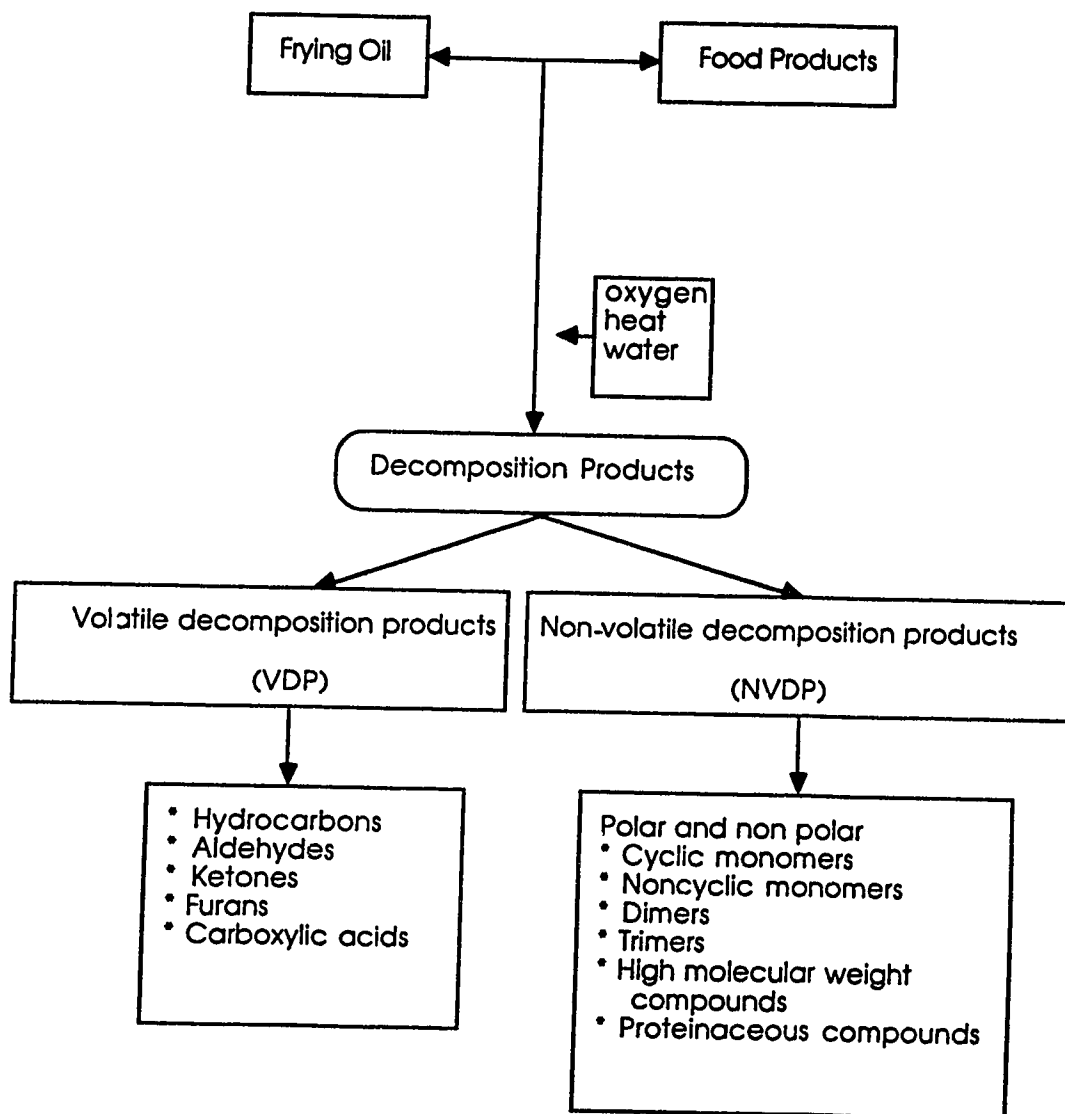 Frying Oil
Food Products
oxygen
heat
water
Decomposition Products
Volatile decomposition products
(VDP)
Non-volatile decomposition products
(NVDP)
* Hydrocarbons
* Aldehydes
* Ketones
* Furans
* Carboxylic acids
Polar and non polar
* Cyclic monomers
* Noncyclic monomers
* Dimers
* Trimers
* High molecular weight
compounds
* Proteinaceous compounds